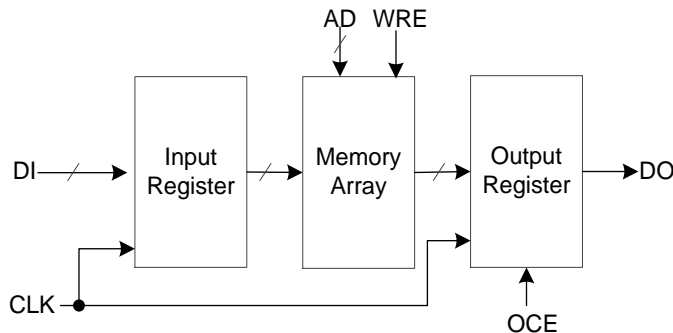 AD WRE
DI
Input
Register
Memory
Array
Output
Register
DO
CLK
OCE